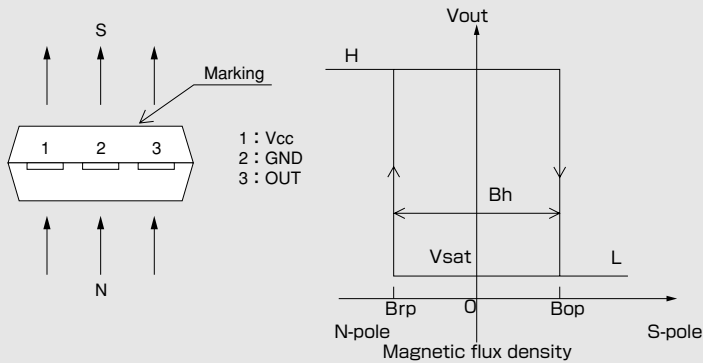 S
Marking
1 2 3
1：Vcc
2：GND
3：OUT
N
Vout
H
Bh
Vsat
L
Brp
O
Bop
N-pole
S-pole
Magnetic flux density